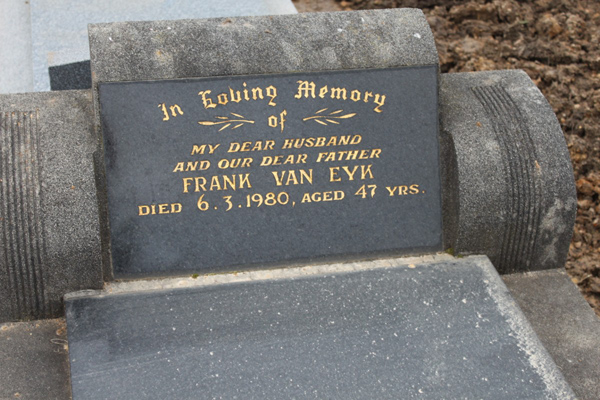 In Loving Memory
of
MY DEAR HUSBAND
AND OUR DEAR FATHER
FRANK VAN EYK
DIED 6.3.1980, AGED 47 YRS.